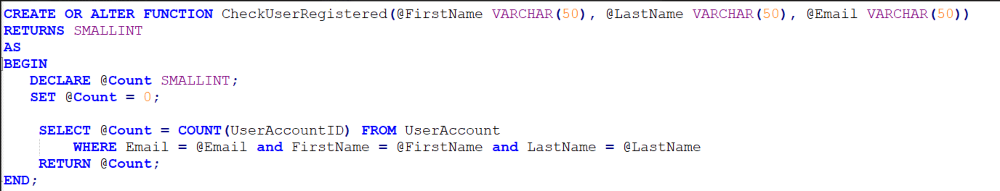 CREATE OR ALTER FUNCTION CheckUserRegistered(@FirstName VARCHAR(50), @LastName VARCHAR(50), @Email VARCHAR(50))
RETURNS SMALLINT
AS
BEGIN
DECLARE @Count SMALLINT;
SET @Count = 0;
SELECT @Count = COUNT(UserAccountID) FROM UserAccount
WHERE Email = @Email and FirstName = @FirstName and LastName = @LastName
RETURN @Count;
END;